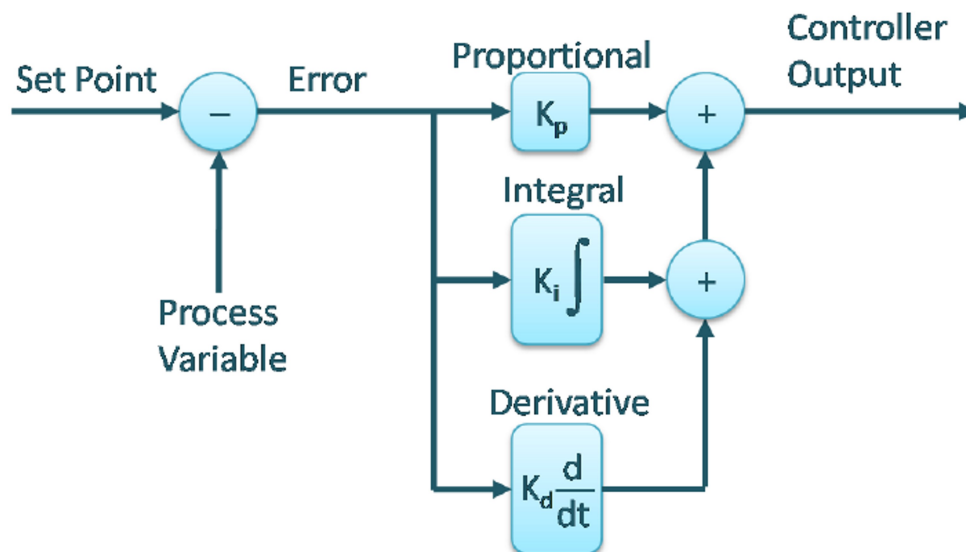 Controller
Output
Proportional
Set Point
Error
−
Kp
+
Integral
Ki ∫
+
Process
Variable
Derivative
Kd d/dt